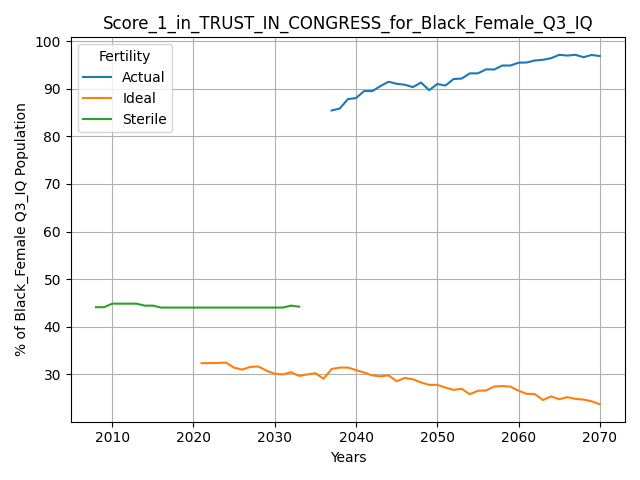 Score_1_in_TRUST_IN_CONGRESS_for_Black_Female_Q3_IQ
% of Black_Female Q3_IQ Population
100
90
80
70
60
50
40
30
Fertility
Actual
Ideal
Sterile
2010 2020 2030 2040 2050 2060 2070
Years